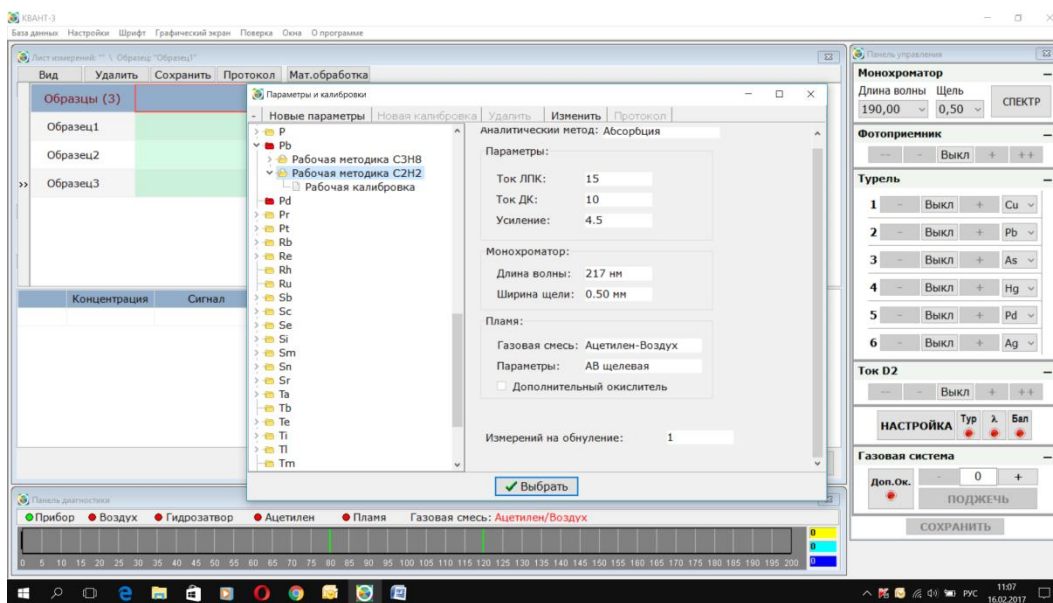 КВАНТ-3
База данных Настройки Шрифт Графический экран Поверка Окна О программе
Лист измерений: "" \ Образец: "Образец1"
Вид Удалить Сохранить Протокол Мат.обработка
Образцы (3)
Образец1
Образец2
>> Образец3
Концентрация Сигнал
Параметры и калибровки
- Новые параметры Новая калибровка Удалить Изменить Протокол
P
Pb
Рабочая методика C3H8
Рабочая методика C2H2
Рабочая калибровка
Pd
Pr
Pt
Rb
Re
Rh
Ru
Sb
Sc
Se
Si
Sm
Sn
Sr
Ta
Tb
Te
Ti
Tl
Tm
Аналитический метод: Абсорбция
Параметры:
Ток ЛПК: 15
Ток ДК: 10
Усиление: 4.5
Монохроматор:
Длина волны: 217 нм
Ширина щели: 0.50 нм
Пламя:
Газовая смесь: Ацетилен-Воздух
Параметры: АВ щелевая
Дополнительный окислитель
Измерений на обнуление: 1
Выбрать
Панель управления
Монохроматор –
Длина волны Щель
190,00 0,50 СПЕКТР
Фотоприемник –
-- - Выкл + ++
Турель –
1 - Выкл + Cu
2 - Выкл + Pb
3 - Выкл + As
4 - Выкл + Hg
5 - Выкл + Pd
6 - Выкл + Ag
Ток D2 –
-- - Выкл + ++
НАСТРОЙКА Тур λ Бал
Газовая система –
Доп.Ок. - 0 +
ПОДЖЕЧЬ
СОХРАНИТЬ
Панель диагностики
Прибор Воздух Гидрозатвор Ацетилен Пламя Газовая смесь: Ацетилен/Воздух
0
0
0
0 5 10 15 20 25 30 35 40 45 50 55 60 65 70 75 80 85 90 95 100 105 110 115 120 125 130 135 140 145 150 155 160 165 170 175 180 185 190 195 200
РУС 11:07
16.02.2017